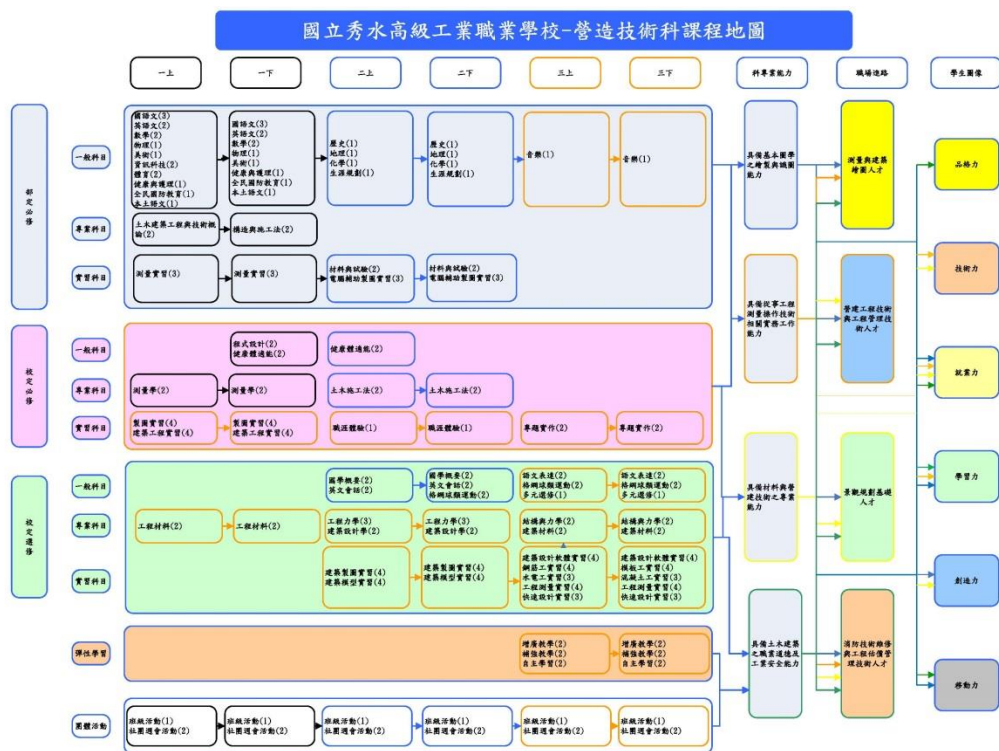 國立秀水高級工業職業學校-營造技術科課程地圖
一上
一下
二上
二下
三上
三下
科專業能力
職場進路
學生圖像
部定必修
一般科目
國語文(3)
英語文(2)
數學(2)
物理(1)
美術(1)
資訊科技(2)
體育(2)
健康與護理(1)
全民國防教育(1)
本土語文(1)
國語文(3)
英語文(2)
數學(2)
物理(1)
美術(1)
健康與護理(1)
全民國防教育(1)
本土語文(1)
歷史(1)
地理(1)
化學(1)
生涯規劃(1)
歷史(1)
地理(1)
化學(1)
生涯規劃(1)
音樂(1)
音樂(1)
專業科目
土木建築工程與技術概
論(2)
構造與施工法(2)
實習科目
測量實習(3)
測量實習(3)
材料與試驗(2)
電腦輔助製圖實習(3)
材料與試驗(2)
電腦輔助製圖實習(3)
校定必修
一般科目
程式設計(2)
健康體適能(2)
健康體適能(2)
專業科目
測量學(2)
測量學(2)
土木施工法(2)
土木施工法(2)
實習科目
製圖實習(4)
建築工程實習(4)
製圖實習(4)
建築工程實習(4)
職涯體驗(1)
職涯體驗(1)
專題實作(2)
專題實作(2)
校定選修
一般科目
國學概要(2)
英文會話(2)
國學概要(2)
英文會話(2)
格網球類運動(2)
語文表達(2)
格網球類運動(2)
多元選修(1)
語文表達(2)
格網球類運動(2)
多元選修(1)
專業科目
工程材料(2)
工程材料(2)
工程力學(3)
建築設計學(2)
工程力學(3)
建築設計學(2)
結構與力學(2)
建築材料(2)
結構與力學(2)
建築材料(2)
實習科目
建築製圖實習(4)
建築模型實習(4)
建築製圖實習(4)
建築模型實習(4)
建築設計軟體實習(4)
鋼筋工實習(4)
水電工實習(3)
工程測量實習(4)
快速設計實習(3)
建築設計軟體實習(4)
模板工實習(4)
混凝土工實習(3)
工程測量實習(4)
快速設計實習(3)
彈性學習
增廣教學(2)
補強教學(2)
自主學習(2)
增廣教學(2)
補強教學(2)
自主學習(2)
團體活動
班級活動(1)
社團週會活動(2)
班級活動(1)
社團週會活動(2)
班級活動(1)
社團週會活動(2)
班級活動(1)
社團週會活動(2)
班級活動(1)
社團週會活動(2)
班級活動(1)
社團週會活動(2)
具備基本圖學
之繪製與識圖
能力
具備從事工程
測量操作技術
相關實務工作
能力
具備材料與營
建技術之專業
能力
具備土木建築
之職業道德及
工業安全能力
測量與建築
繪圖人才
營建工程技術
與工程管理技
術人才
景觀規劃基礎
人才
消防技術維修
與工程估價管
理技術人才
品格力
技術力
就業力
學習力
創造力
移動力